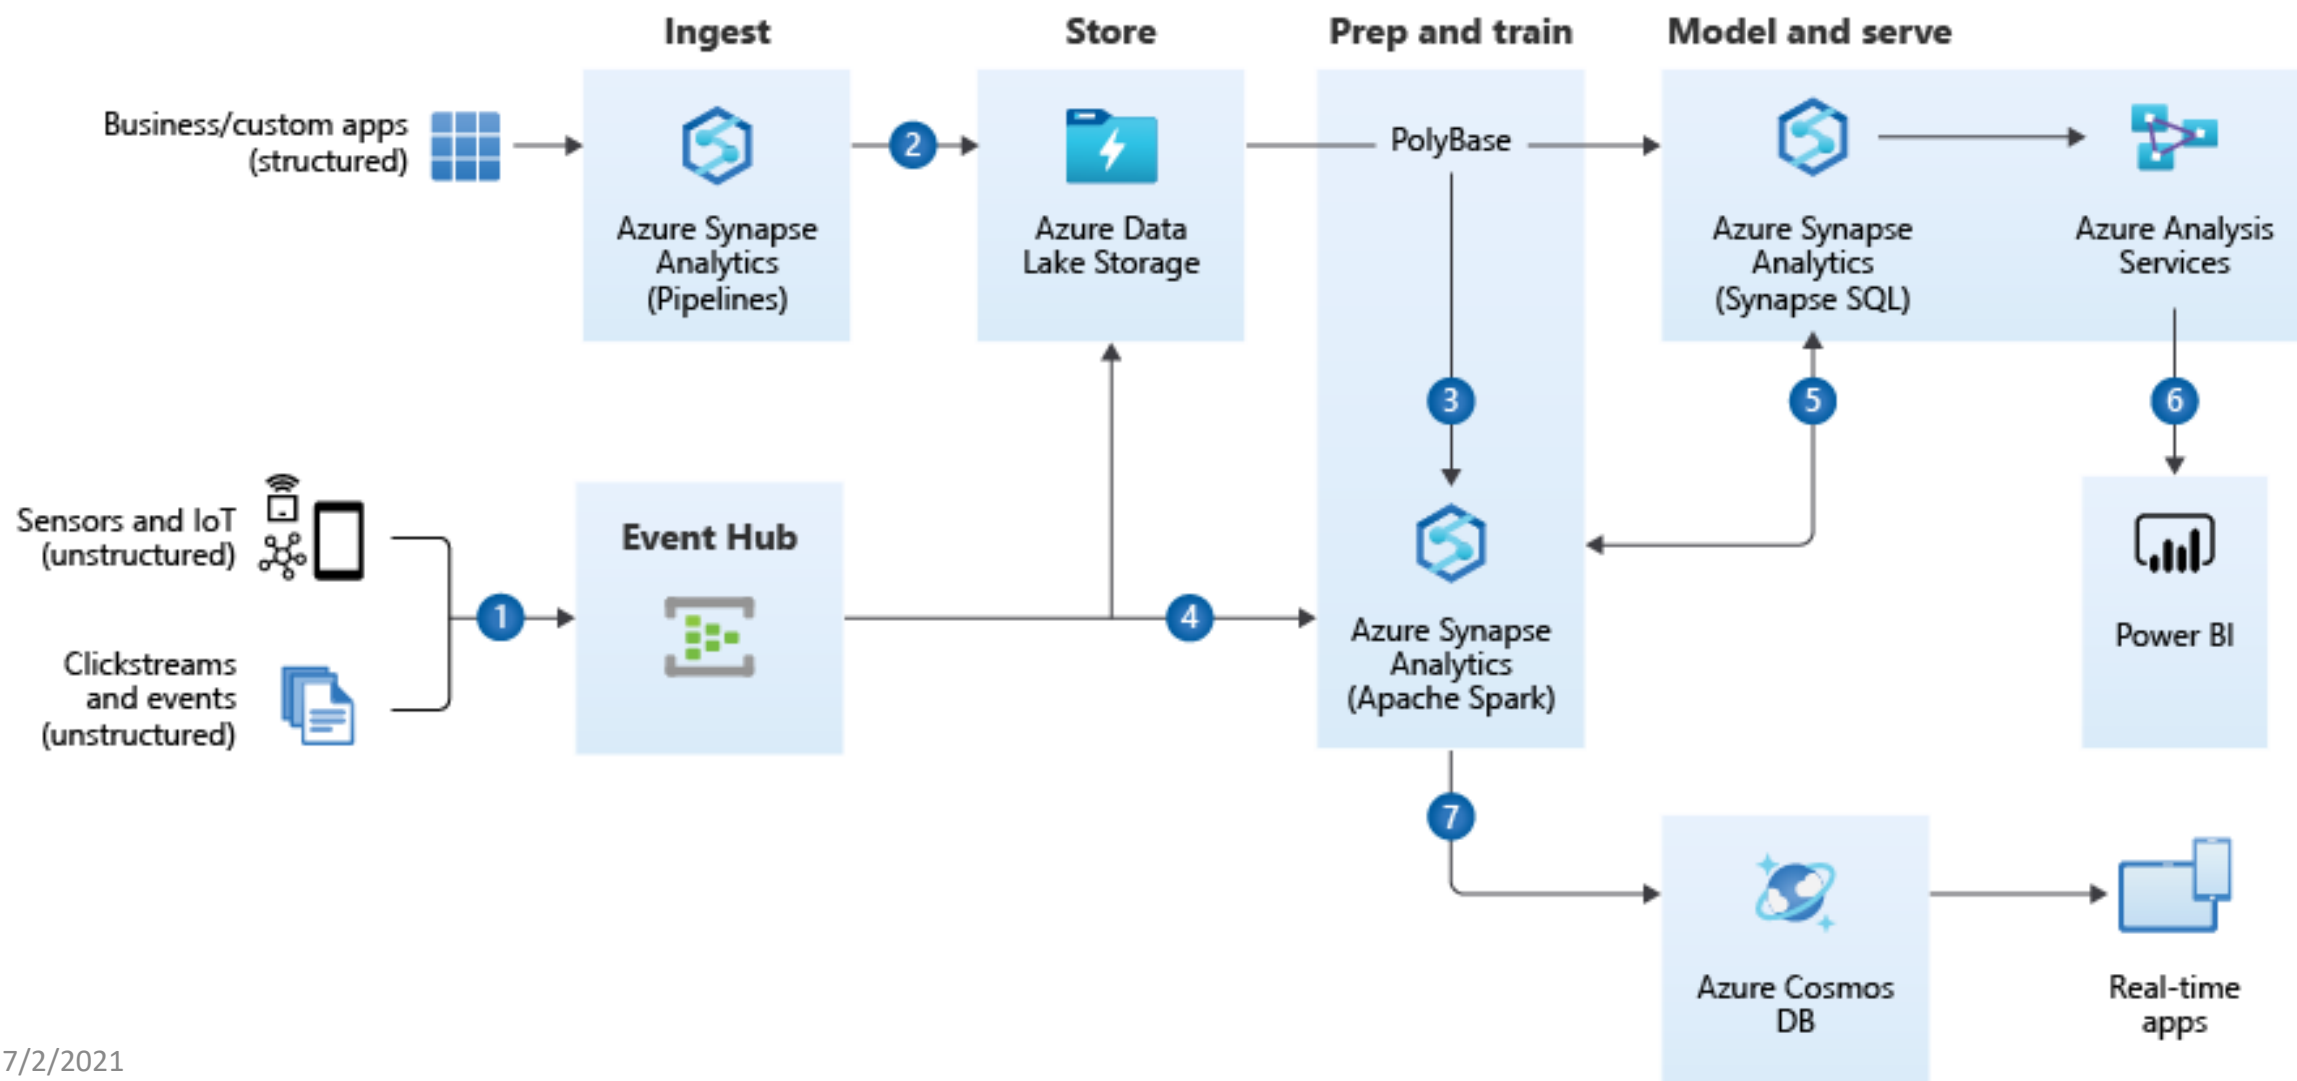 Ingest
Store
Prep and train
Model and serve
Business/custom apps
(structured)
Azure Synapse
Analytics
(Pipelines)
2
Azure Data
Lake Storage
PolyBase
Azure Synapse
Analytics
(Synapse SQL)
Azure Analysis
Services
3
5
6
Sensors and IoT
(unstructured)
Clickstreams
and events
(unstructured)
1
Event Hub
4
Azure Synapse
Analytics
(Apache Spark)
Power BI
7
Azure Cosmos
DB
Real-time
apps
7/2/2021